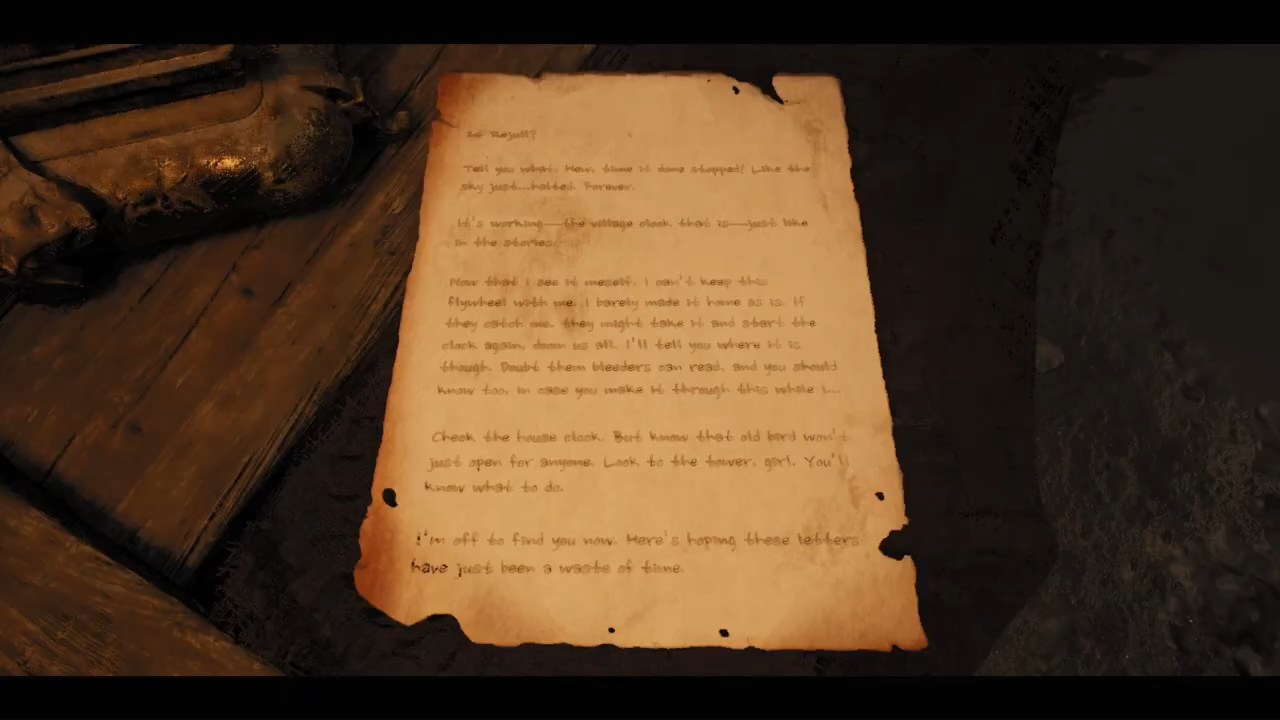 Result?
Tell you what. Mew, time it done stopped! Like the
sky just...halted. Forever.
It's working—the village clock that is—just like
in the stories.
Now that I see it meself, I can't keep this
flywheel with me. I barely made it home as is. If
they catch me, they might take it and start the
clock again, doom us all. I'll tell you where it is
though. Doubt them bleeders can read, and you should
know too, in case you make it through this while I...
Check the house clock. But know that old bird won't
just open for anyone. Look to the tower, girl. You'll
know what to do.
I'm off to find you now. Here's hoping these letters
have just been a waste of time.